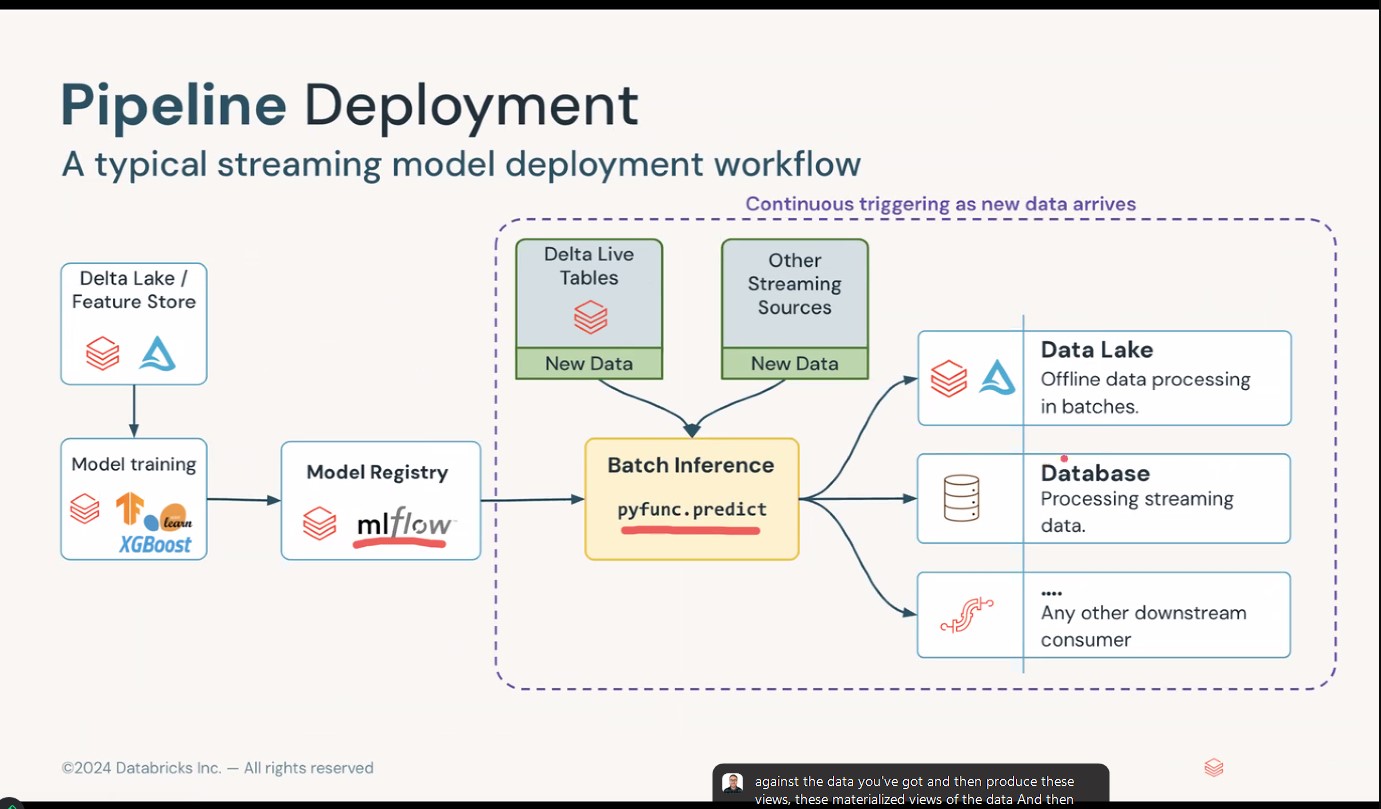 Pipeline Deployment
A typical streaming model deployment workflow
Continuous triggering as new data arrives
Delta Lake /
Feature Store
Model training
learn
XGBoost
Model Registry
mlflow
Delta Live
Tables
New Data
Other
Streaming
Sources
New Data
Batch Inference
pyfunc.predict
Data Lake
Offline data processing
in batches.
Database
Processing streaming
data.
....
Any other downstream
consumer
©2024 Databricks Inc. — All rights reserved
against the data you've got and then produce these
views, these materialized views of the data And then